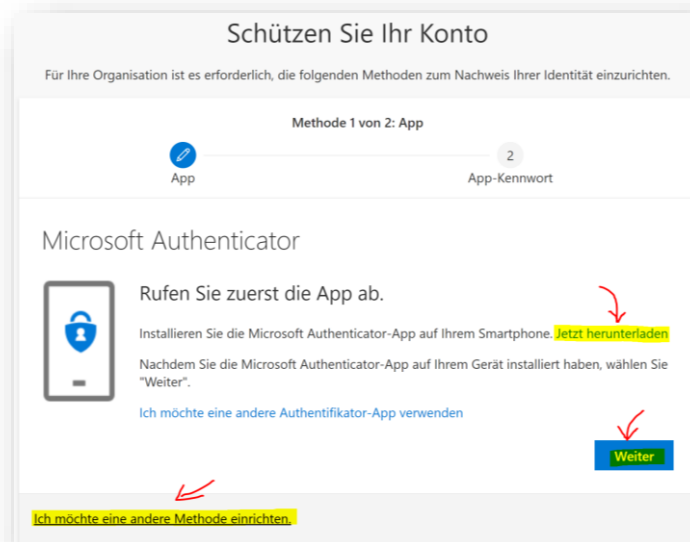 Schützen Sie Ihr Konto
Für Ihre Organisation ist es erforderlich, die folgenden Methoden zum Nachweis Ihrer Identität einzurichten.
Methode 1 von 2: App
2
App
App-Kennwort
Microsoft Authenticator
Rufen Sie zuerst die App ab.
Installieren Sie die Microsoft Authenticator-App auf Ihrem Smartphone. Jetzt herunterladen
Nachdem Sie die Microsoft Authenticator-App auf Ihrem Gerät installiert haben, wählen Sie
"Weiter".
Ich möchte eine andere Authentifikator-App verwenden
Weiter
Ich möchte eine andere Methode einrichten.